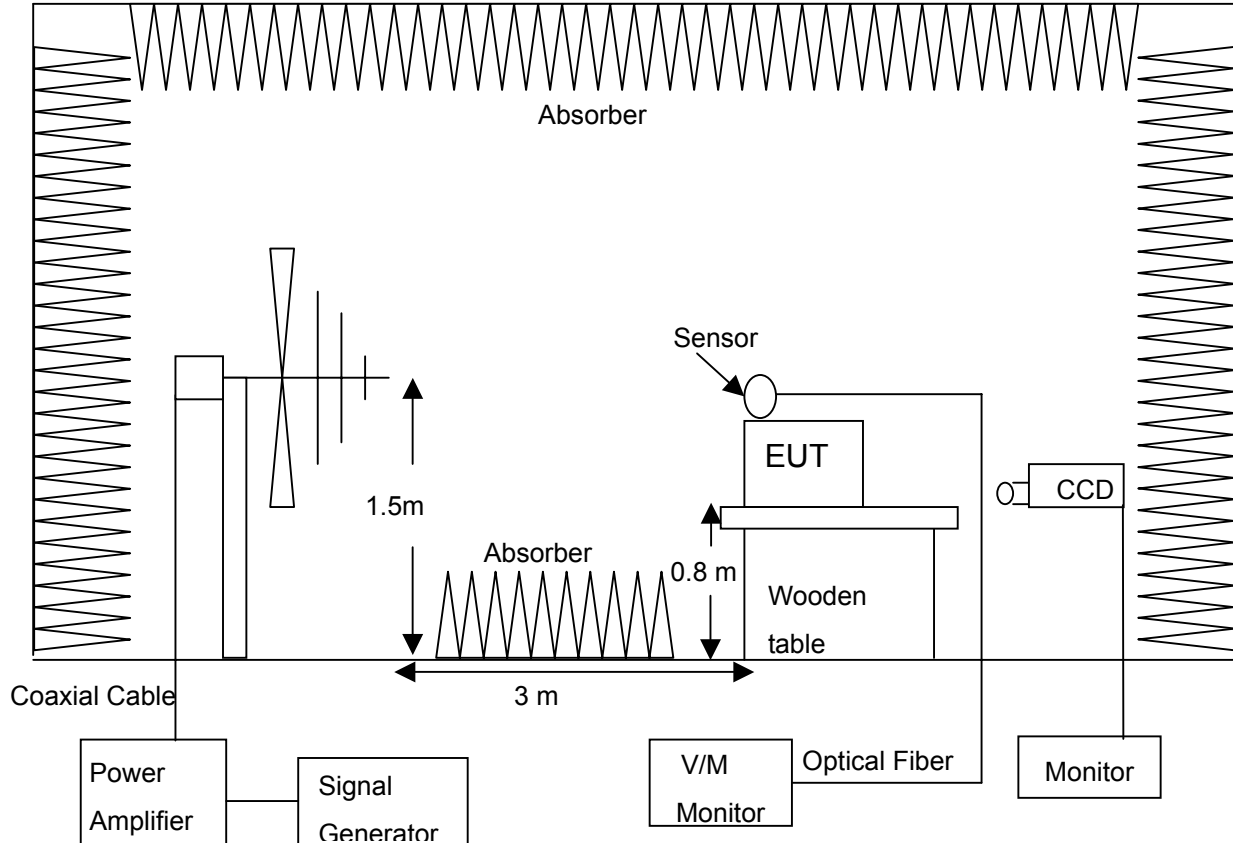 Absorber
Sensor
EUT
CCD
1.5m
Absorber
0.8 m
Wooden
table
3 m
Coaxial Cable
Power
Amplifier
Signal
Generator
V/M
Monitor
Optical Fiber
Monitor